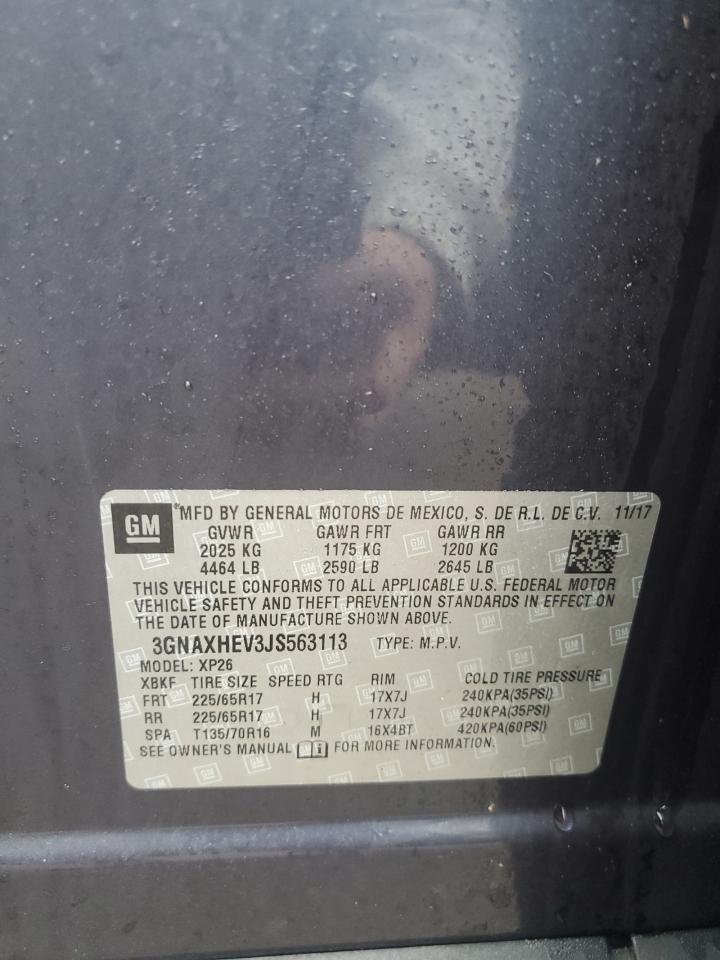 GM ®MFD BY GENERAL MOTORS DE MEXICO, S. DE R.L. DE C.V. 11/17
GVWR GAWR FRT GAWR RR
2025 KG 1175 KG 1200 KG
4464 LB 2590 LB 2645 LB
THIS VEHICLE CONFORMS TO ALL APPLICABLE U.S. FEDERAL MOTOR
VEHICLE SAFETY AND THEFT PREVENTION STANDARDS IN EFFECT ON
THE DATE OF MANUFACTURE SHOWN ABOVE.
3GNAXHEV3JS563113 TYPE: M.P.V.
MODEL: XP26
XBKF TIRE SIZE SPEED RTG RIM COLD TIRE PRESSURE
FRT 225/65R17 H 17X7J 240KPA(35PSI)
RR 225/65R17 H 17X7J 240KPA(35PSI)
SPA T135/70R16 M 16X4BT 420KPA(60PSI)
SEE OWNER'S MANUAL FOR MORE INFORMATION.